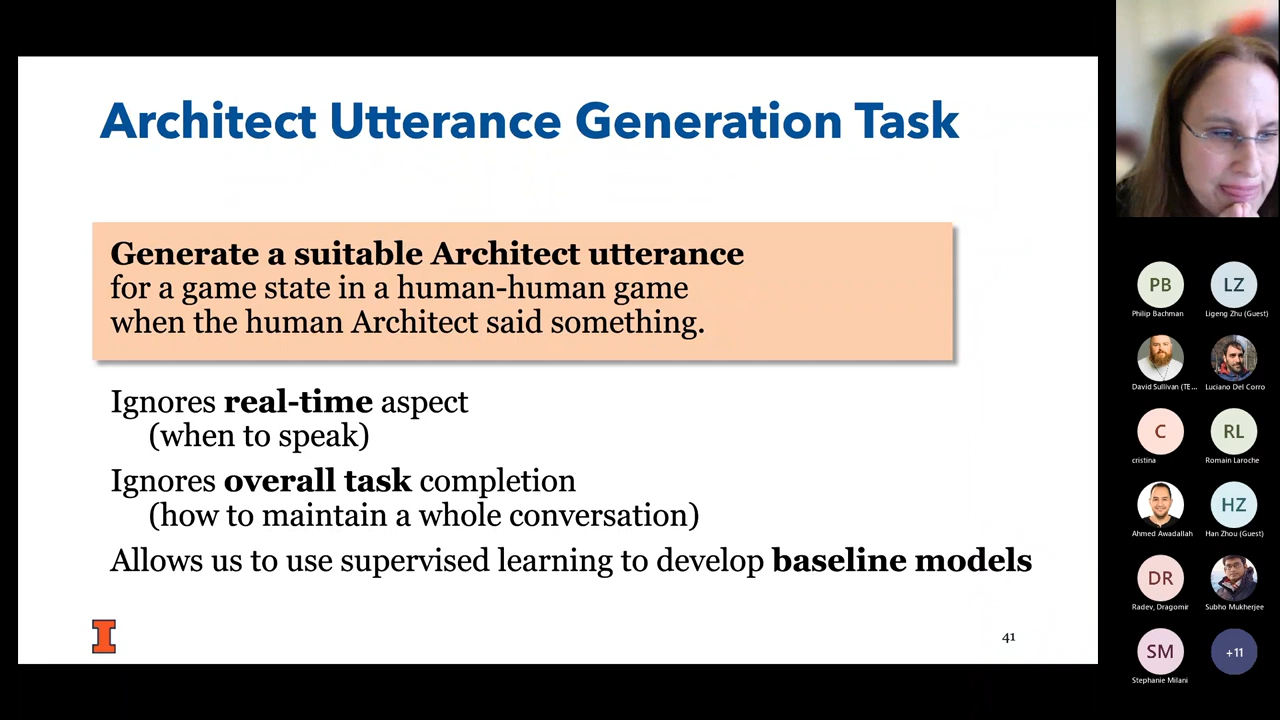 Architect Utterance Generation Task
Generate a suitable Architect utterance
for a game state in a human-human game
when the human Architect said something.
Ignores real-time aspect
(when to speak)
Ignores overall task completion
(how to maintain a whole conversation)
Allows us to use supervised learning to develop baseline models
I
41
PB
LZ
Philip Bachman
Ligeng Zhu (Guest)
David Sullivan (TE...
Luciano Del Corro
C
RL
cristina
Romain Laroche
HZ
Ahmed Awadallah
Han Zhou (Guest)
DR
Radev, Dragomir
Subho Mukherjee
SM
+11
Stephanie Milani